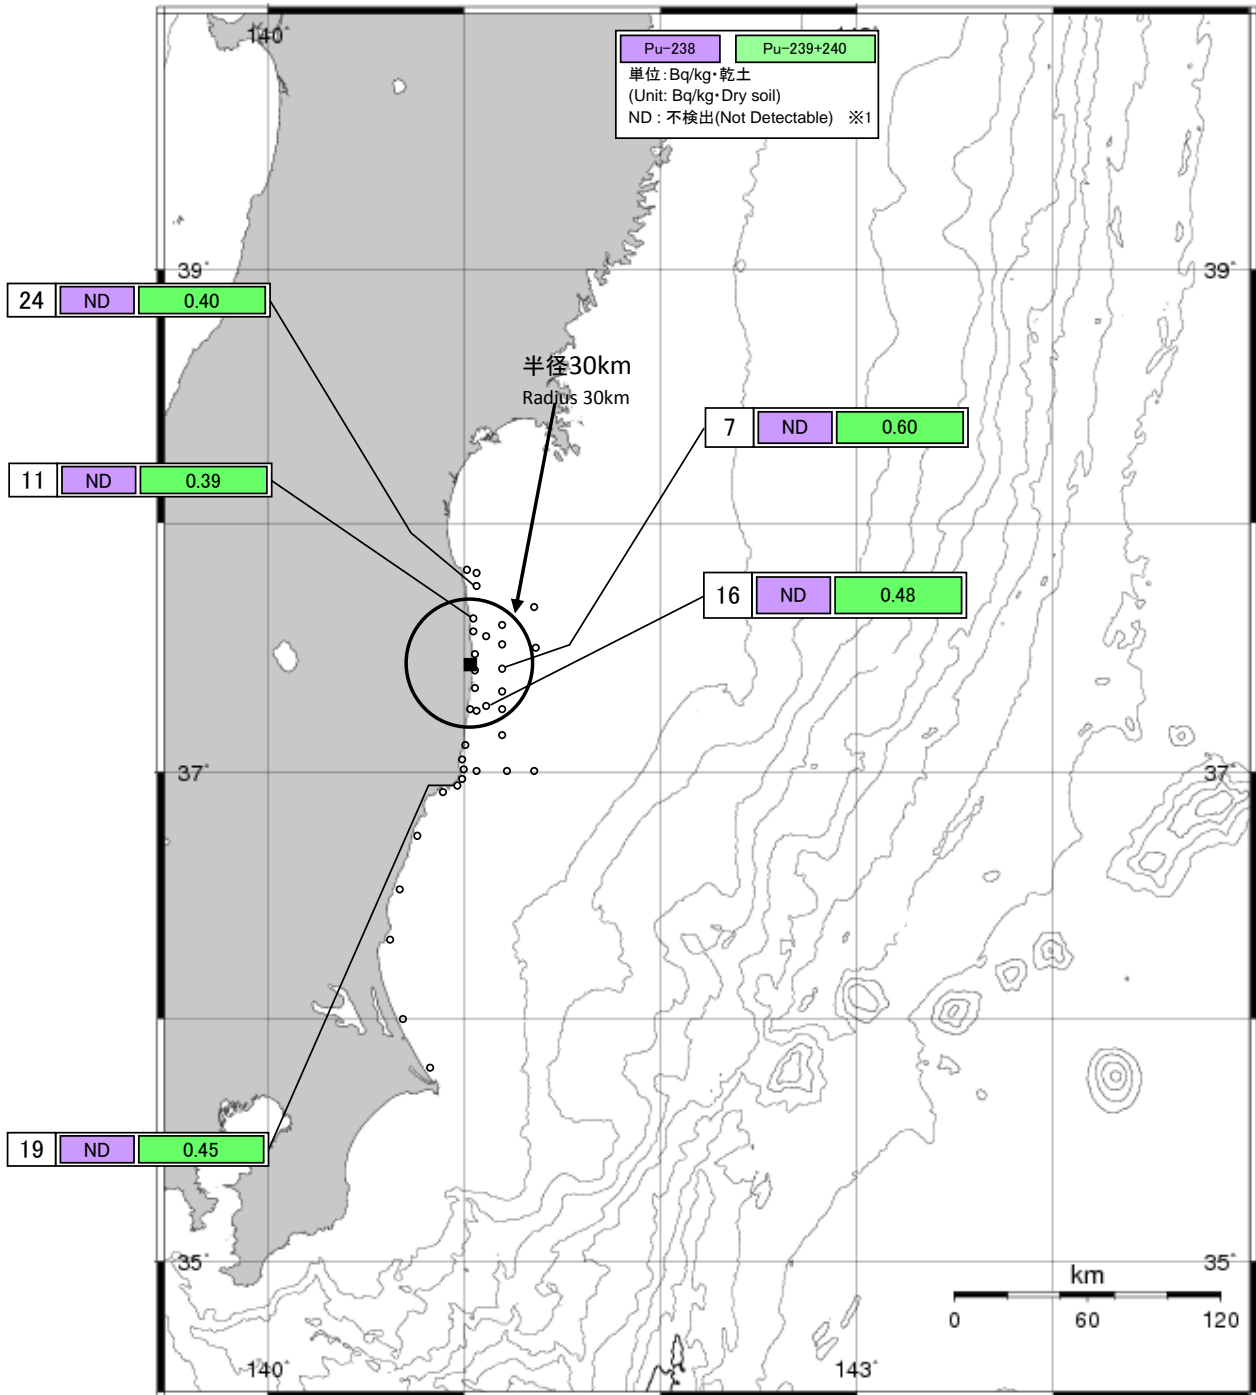 140°
Pu-238 Pu-239+240
単位:Bq/kg・乾土
(Unit: Bq/kg・Dry soil)
ND : 不検出(Not Detectable) ※1
39° 39°
24 ND 0.40
半径30km
Radius 30km
7 ND 0.60
11 ND 0.39
16 ND 0.48
37° 37°
19 ND 0.45
35° 35°
km
0 60 120
140° 143°